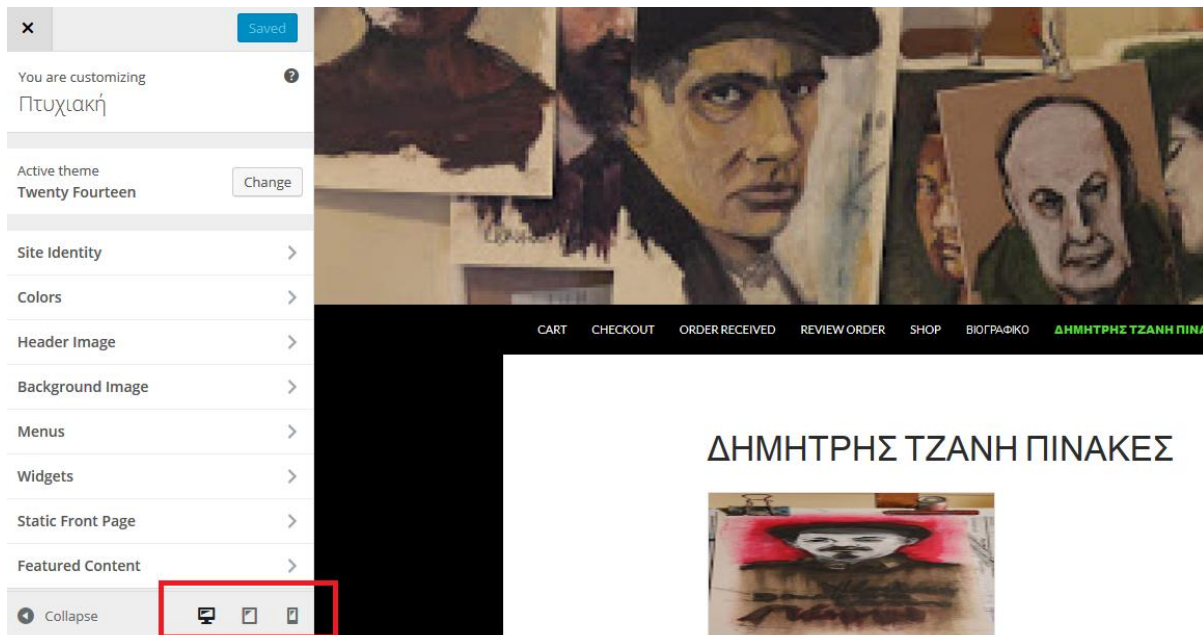 Saved
You are customizing
Πτυχιακή
Active theme
Twenty Fourteen
Change
Site Identity
Colors
Header Image
Background Image
Menus
Widgets
Static Front Page
Featured Content
Collapse
CART CHECKOUT ORDER RECEIVED REVIEW ORDER SHOP ΒΙΟΓΡΑΦΙΚΟ ΔΗΜΗΤΡΗΣ ΤΖΑΝΗ ΠΙΝΑ
ΔΗΜΗΤΡΗΣ ΤΖΑΝΗ ΠΙΝΑΚΕΣ